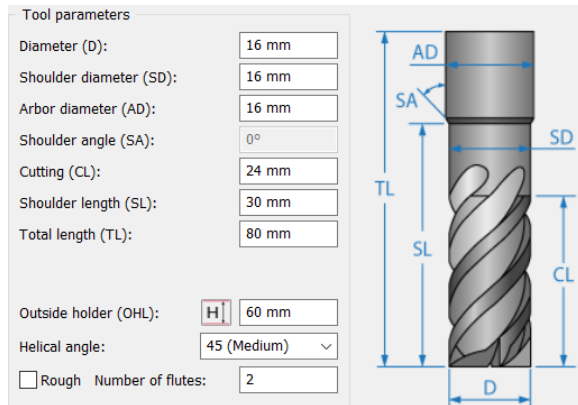 Tool parameters
Diameter (D): 16 mm
Shoulder diameter (SD): 16 mm
Arbor diameter (AD): 16 mm
Shoulder angle (SA): 0º
Cutting (CL): 24 mm
Shoulder length (SL): 30 mm
Total length (TL): 80 mm
Outside holder (OHL): H 60 mm
Helical angle: 45 (Medium)
Rough Number of flutes: 2
AD
SA
SD
TL
SL
CL
D